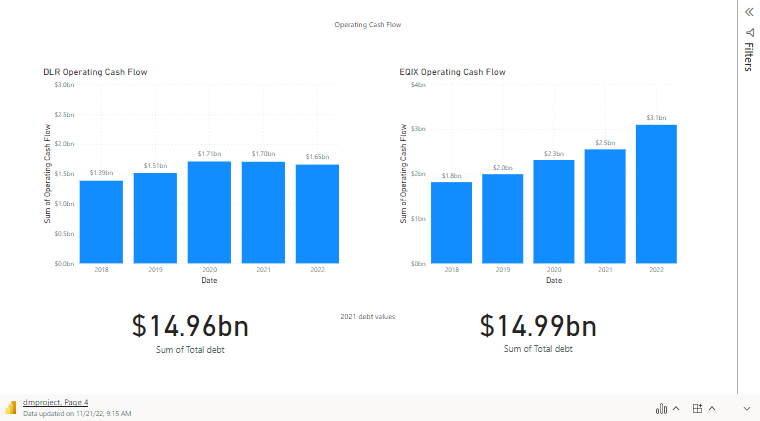 Operating Cash Flow
DLR Operating Cash Flow
Sum of Operating Cash Flow
$3.0bn
$2.5bn
$2.0bn
$1.5bn
$1.0bn
$0.5bn
$0.0bn
$1.39bn
$1.51bn
$1.71bn
$1.70bn
$1.65bn
2018 2019 2020 2021 2022
Date
EQIX Operating Cash Flow
Sum of Operating Cash Flow
$4bn
$3bn
$2bn
$1bn
$0bn
$1.8bn
$2.0bn
$2.3bn
$2.5bn
$3.1bn
2018 2019 2020 2021 2022
Date
$14.96bn
Sum of Total debt
2021 debt values
$14.99bn
Sum of Total debt
Filters
dmproject, Page 4
Data updated on 11/21/22, 9:15 AM